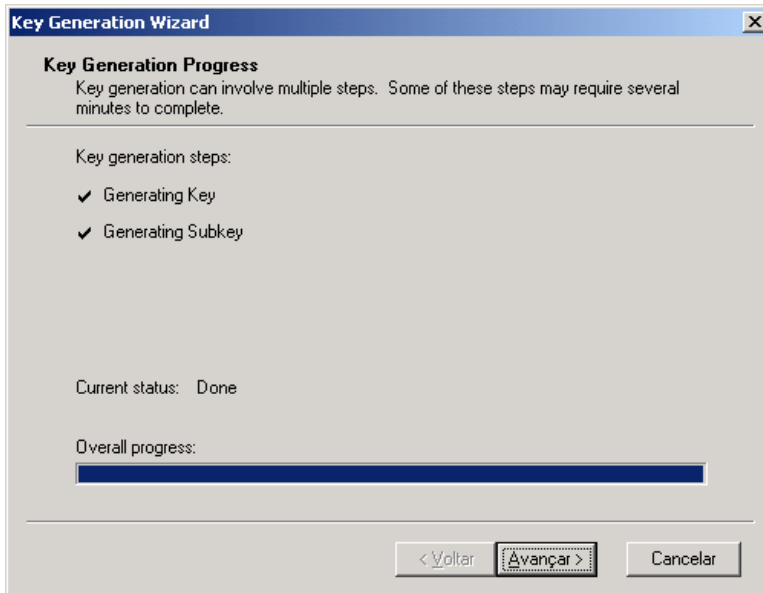 Key Generation Wizard
Key Generation Progress
Key generation can involve multiple steps. Some of these steps may require several
minutes to complete.
Key generation steps:
Generating Key
Generating Subkey
Current status: Done
Overall progress:
< Voltar Avançar > Cancelar